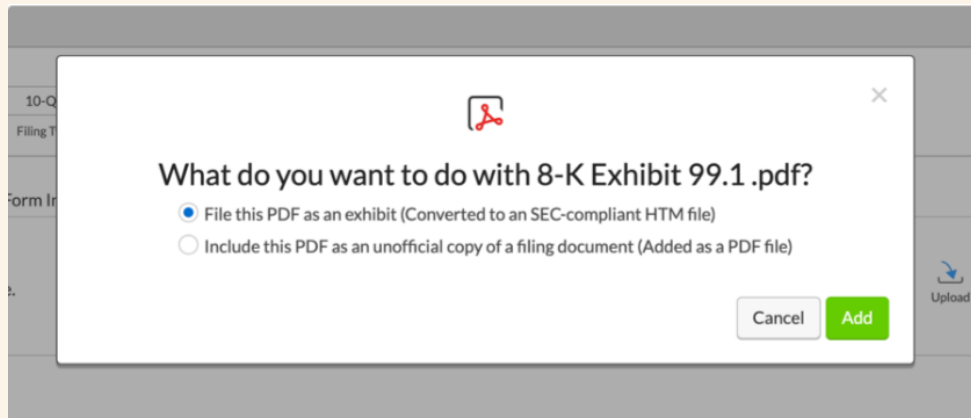 10-Q
Filing T
What do you want to do with 8-K Exhibit 99.1 .pdf?
Form In
File this PDF as an exhibit (Converted to an SEC-compliant HTM file)
Include this PDF as an unofficial copy of a filing document (Added as a PDF file)
e.
Upload
Cancel
Add